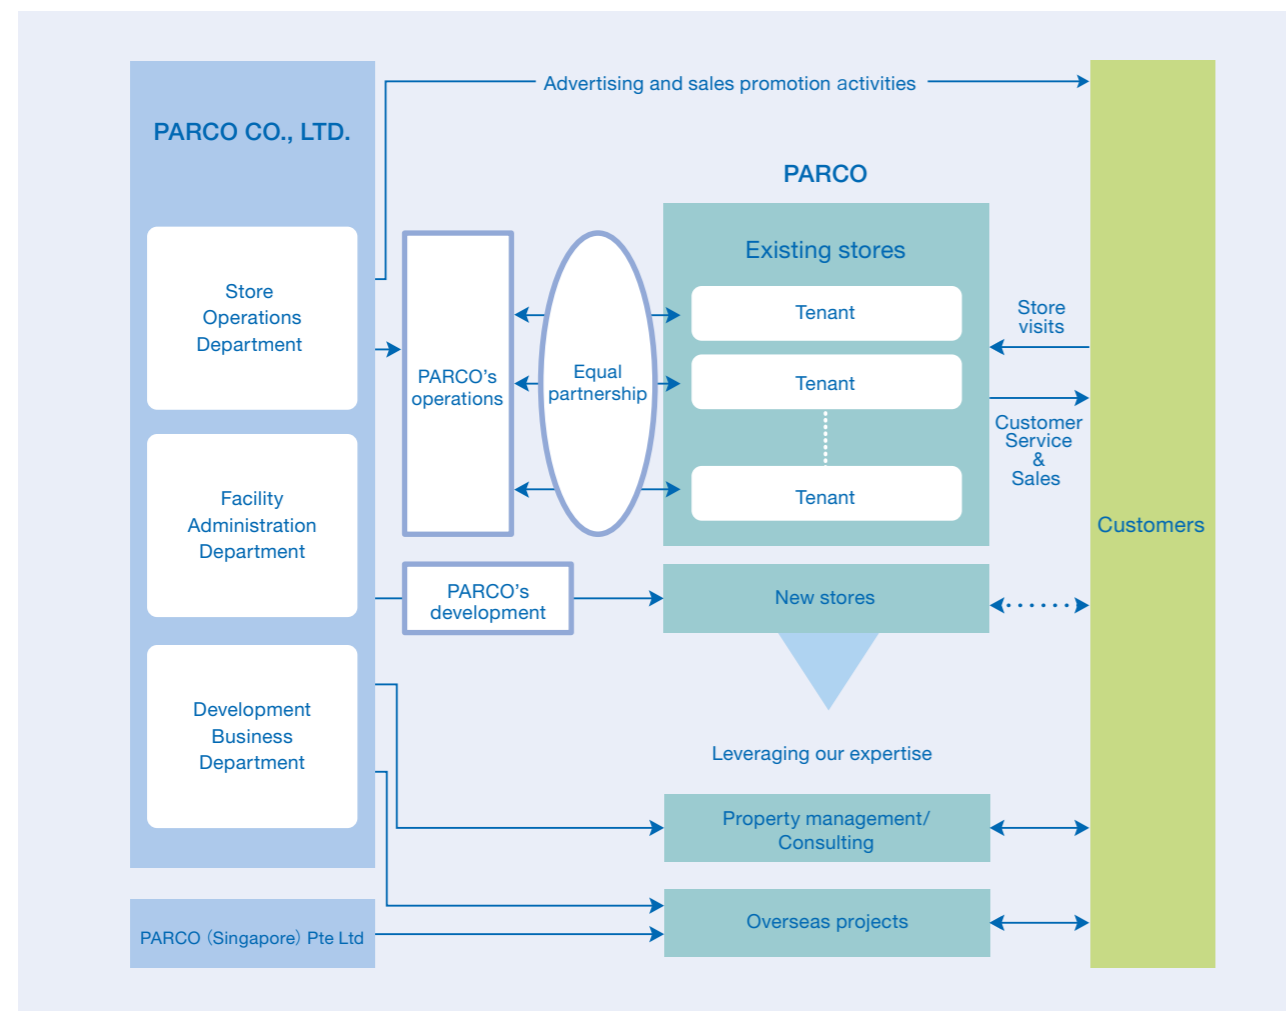 Advertising and sales promotion activities
PARCO CO., LTD.
Store
Operations
Department
Facility
Administration
Department
Development
Business
Department
PARCO (Singapore) Pte Ltd
PARCO's
operations
Equal
partnership
PARCO
Existing stores
Tenant
Tenant
Tenant
Store
visits
Customer
Service
&
Sales
Customers
PARCO's
development
New stores
Leveraging our expertise
Property management/
Consulting
Overseas projects